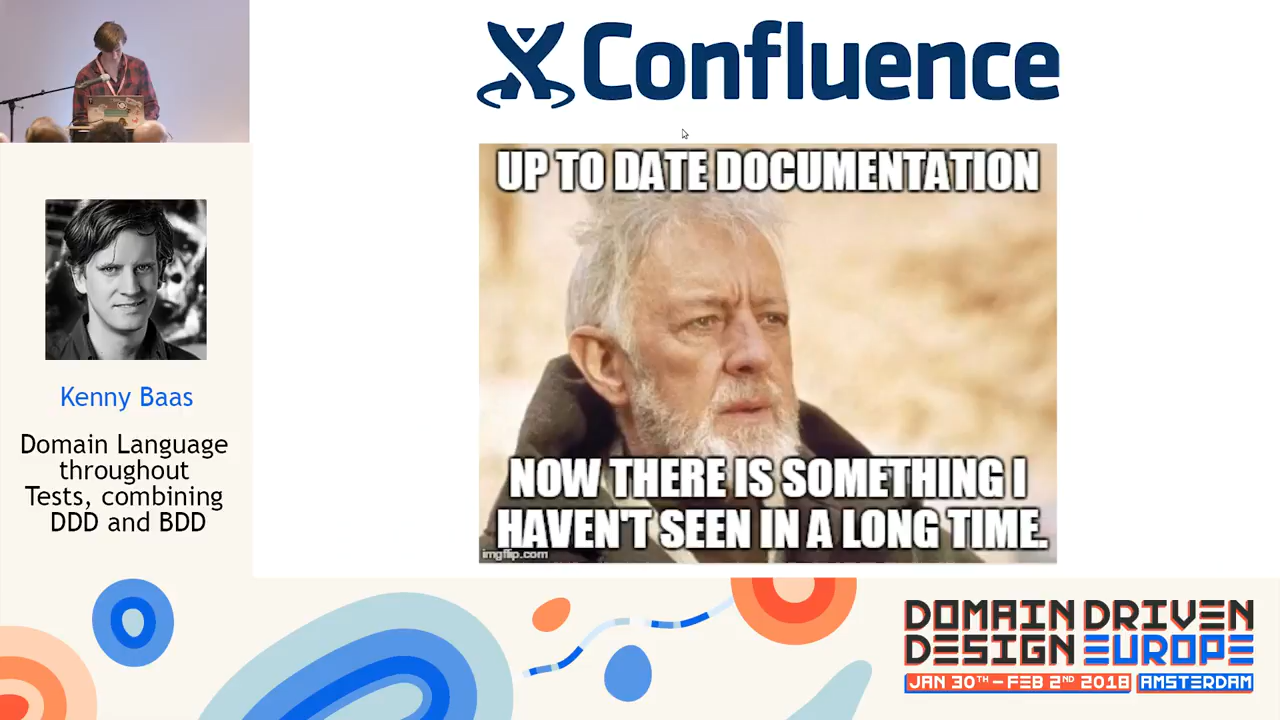 Confluence
UP TO DATE DOCUMENTATION
NOW THERE IS SOMETHING I
HAVEN'T SEEN IN A LONG TIME.
imgflip.com
Kenny Baas
Domain Language
throughout
Tests, combining
DDD and BDD
DOMAIN DRIVEN
DESIGN EUROPE
JAN 30TH - FEB 2ND 2018 AMSTERDAM